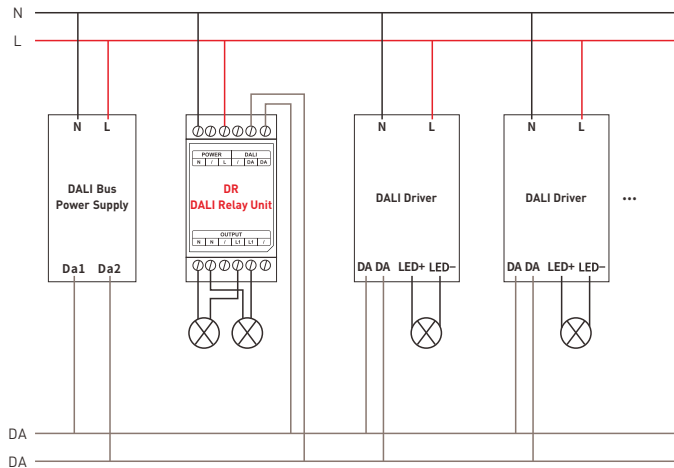 N
L
N L
DALI Bus
Power Supply
Da1 Da2
POWER DALI
N / L / DA DA
DR
DALI Relay Unit
OUTPUT
N N / L1 L1 /
N L
DALI Driver
DA DA LED+ LED−
N L
DALI Driver
DA DA LED+ LED−
...
DA
DA